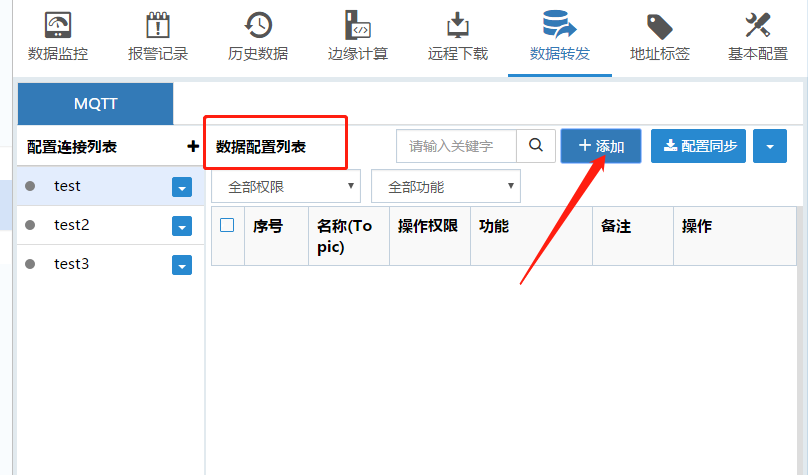 数据监控 报警记录 历史数据 边缘计算 远程下载 数据转发 地址标签 基本配置
MQTT
配置连接列表 数据配置列表 请输入关键字 添加 配置同步
test 全部权限 全部功能
序号 名称(To 操作权限 功能 备注 操作
pic)
test2
test3